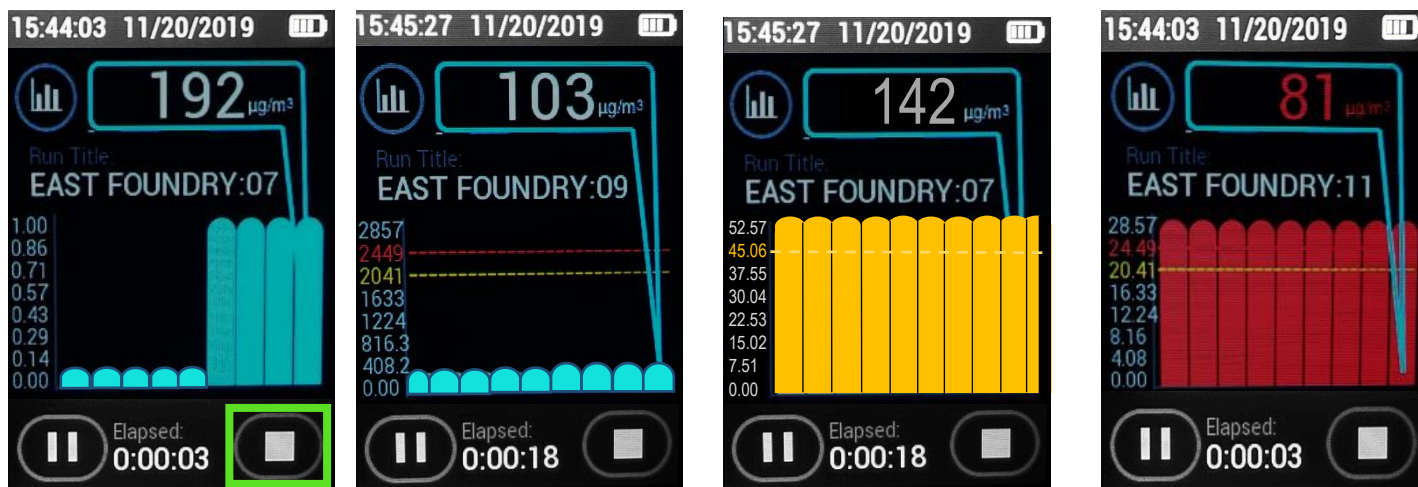 15:44:03 11/20/2019
192 µg/m³
Run Title:
EAST FOUNDRY:07
1.00
0.86
0.71
0.57
0.43
0.29
0.14
0.00
Elapsed:
0:00:03
15:45:27 11/20/2019
103 µg/m³
Run Title:
EAST FOUNDRY:09
2857
2449
2041
1633
1224
816.3
408.2
0.00
Elapsed:
0:00:18
15:45:27 11/20/2019
142 µg/m³
Run Title:
EAST FOUNDRY:07
52.57
45.06
37.55
30.04
22.53
15.02
7.51
0.00
Elapsed:
0:00:18
15:44:03 11/20/2019
81 µg/m³
Run Title:
EAST FOUNDRY:11
28.57
24.49
20.41
16.33
12.24
8.16
4.08
0.00
Elapsed:
0:00:03